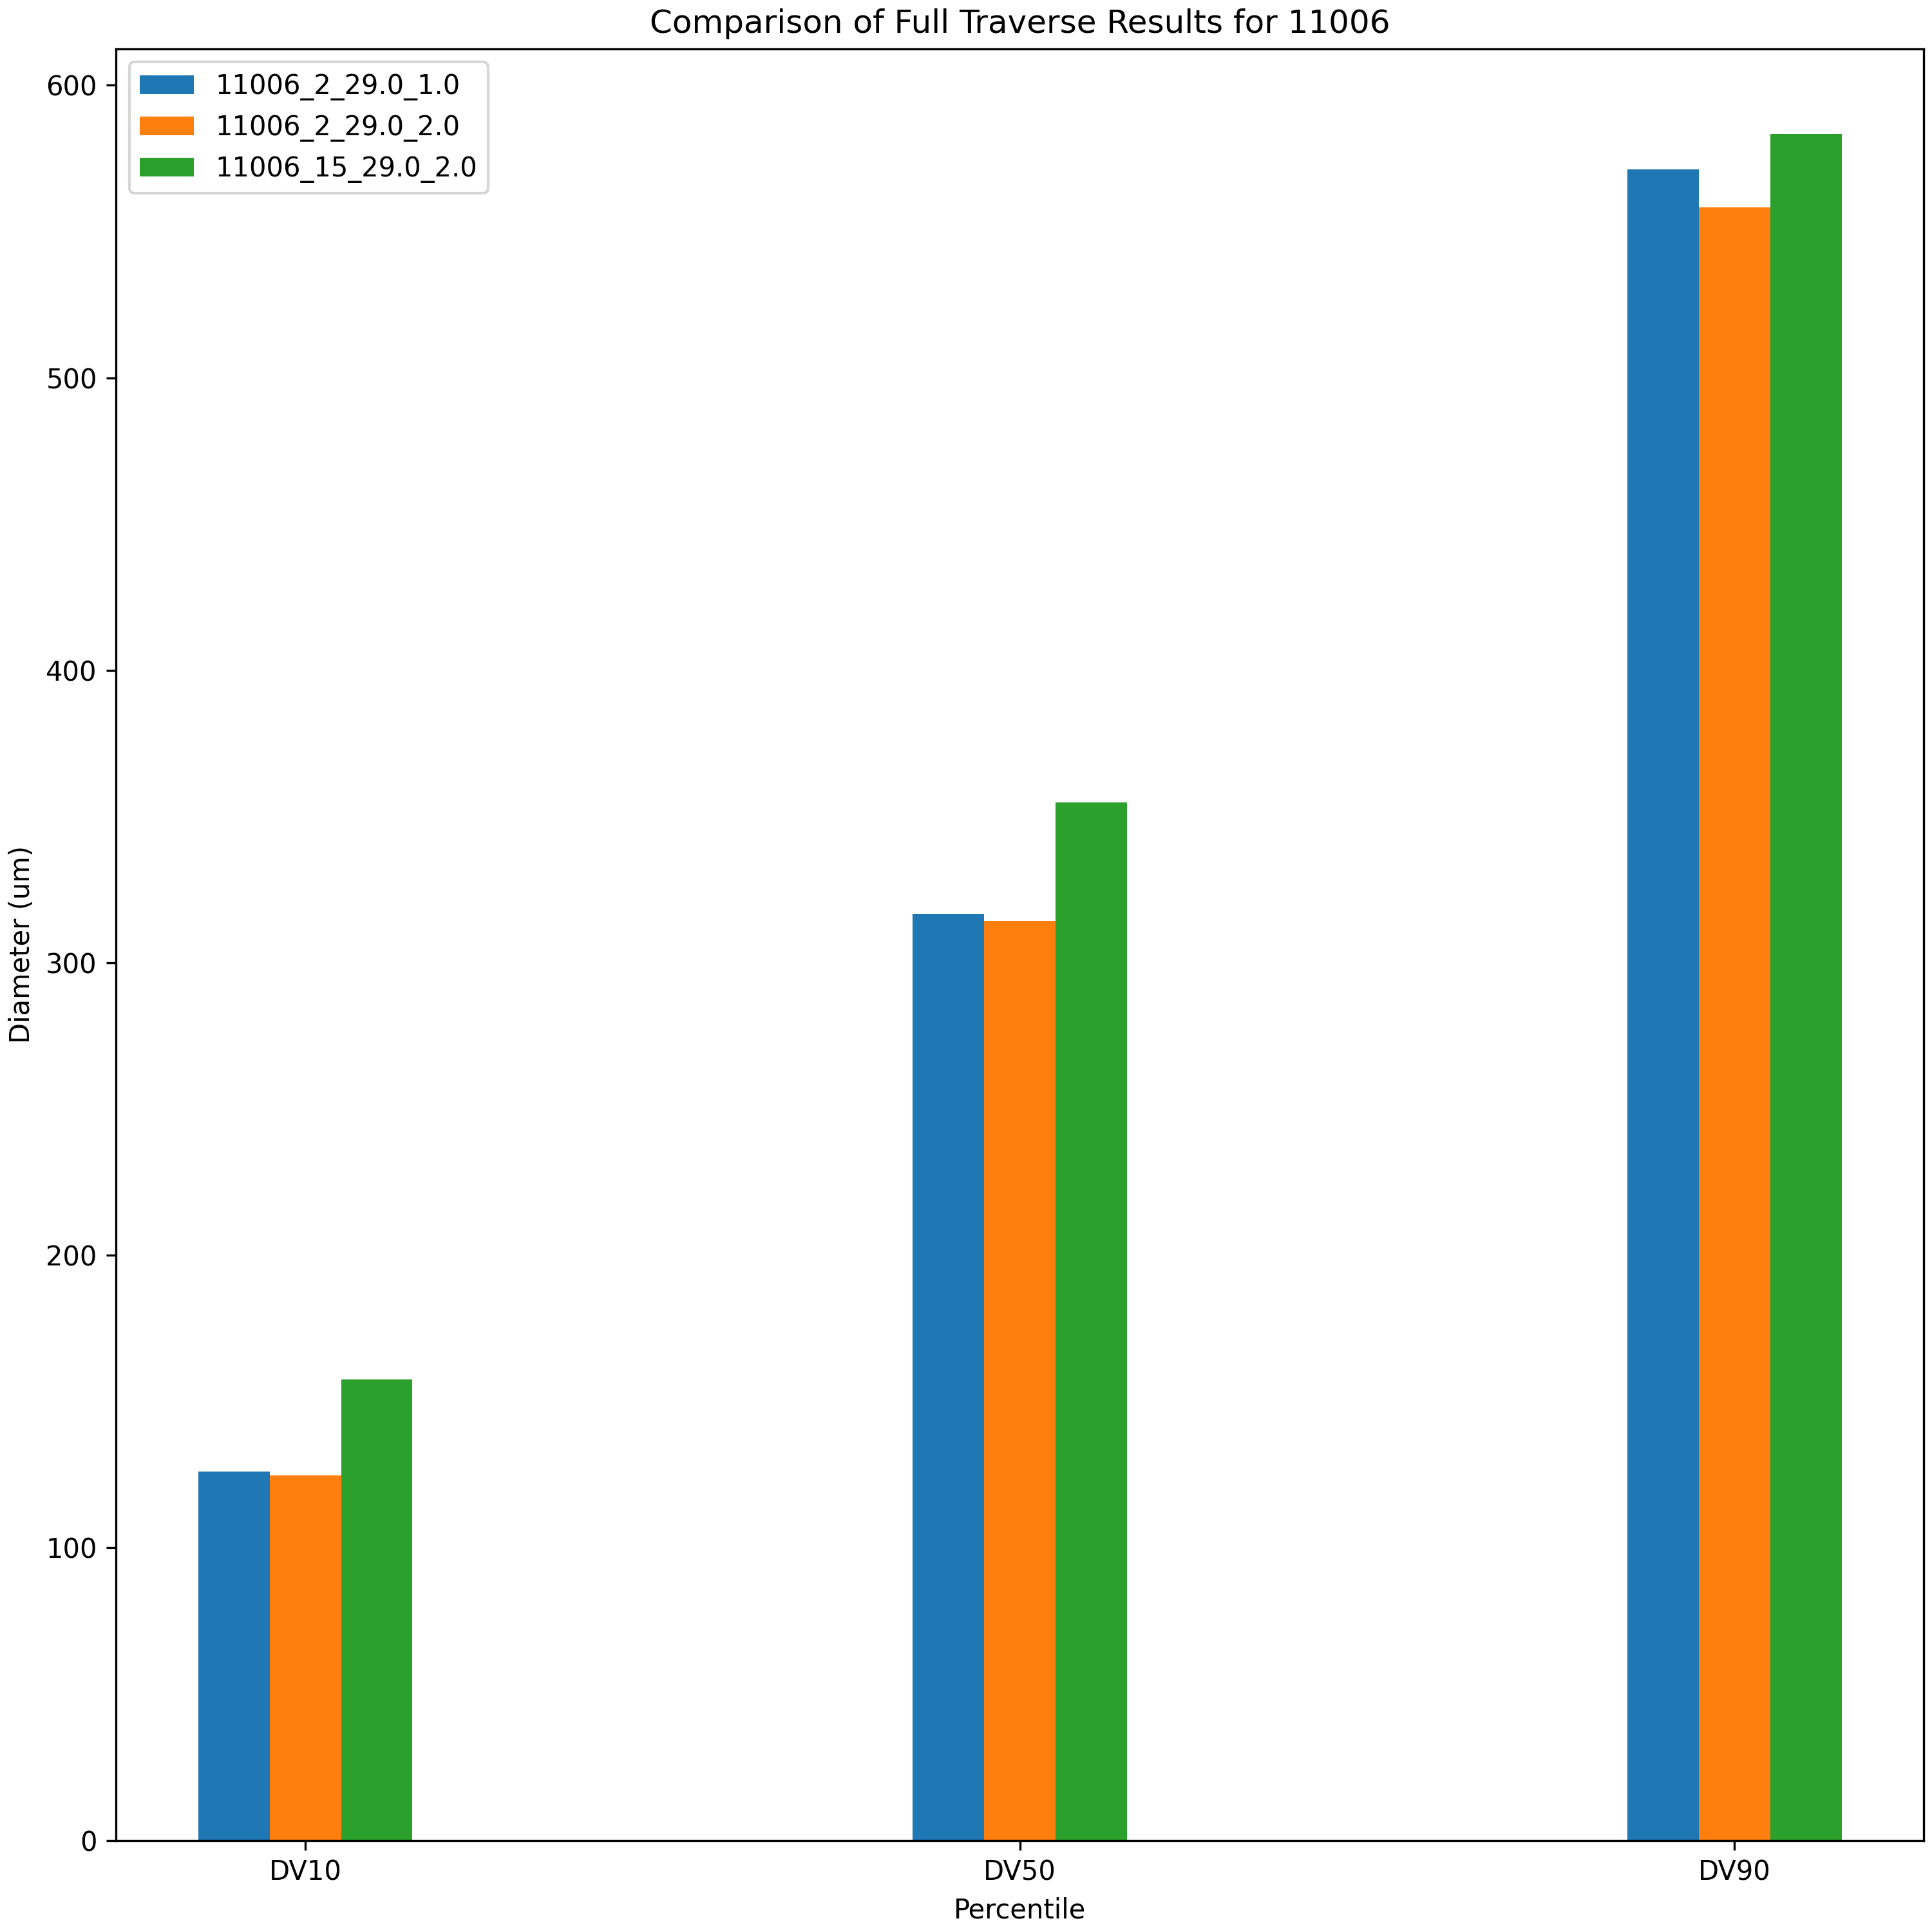 Comparison of Full Traverse Results for 11006
11006_2_29.0_1.0
11006_2_29.0_2.0
11006_15_29.0_2.0
600
500
400
300
200
100
0
Diameter (um)
DV10 DV50 DV90
Percentile